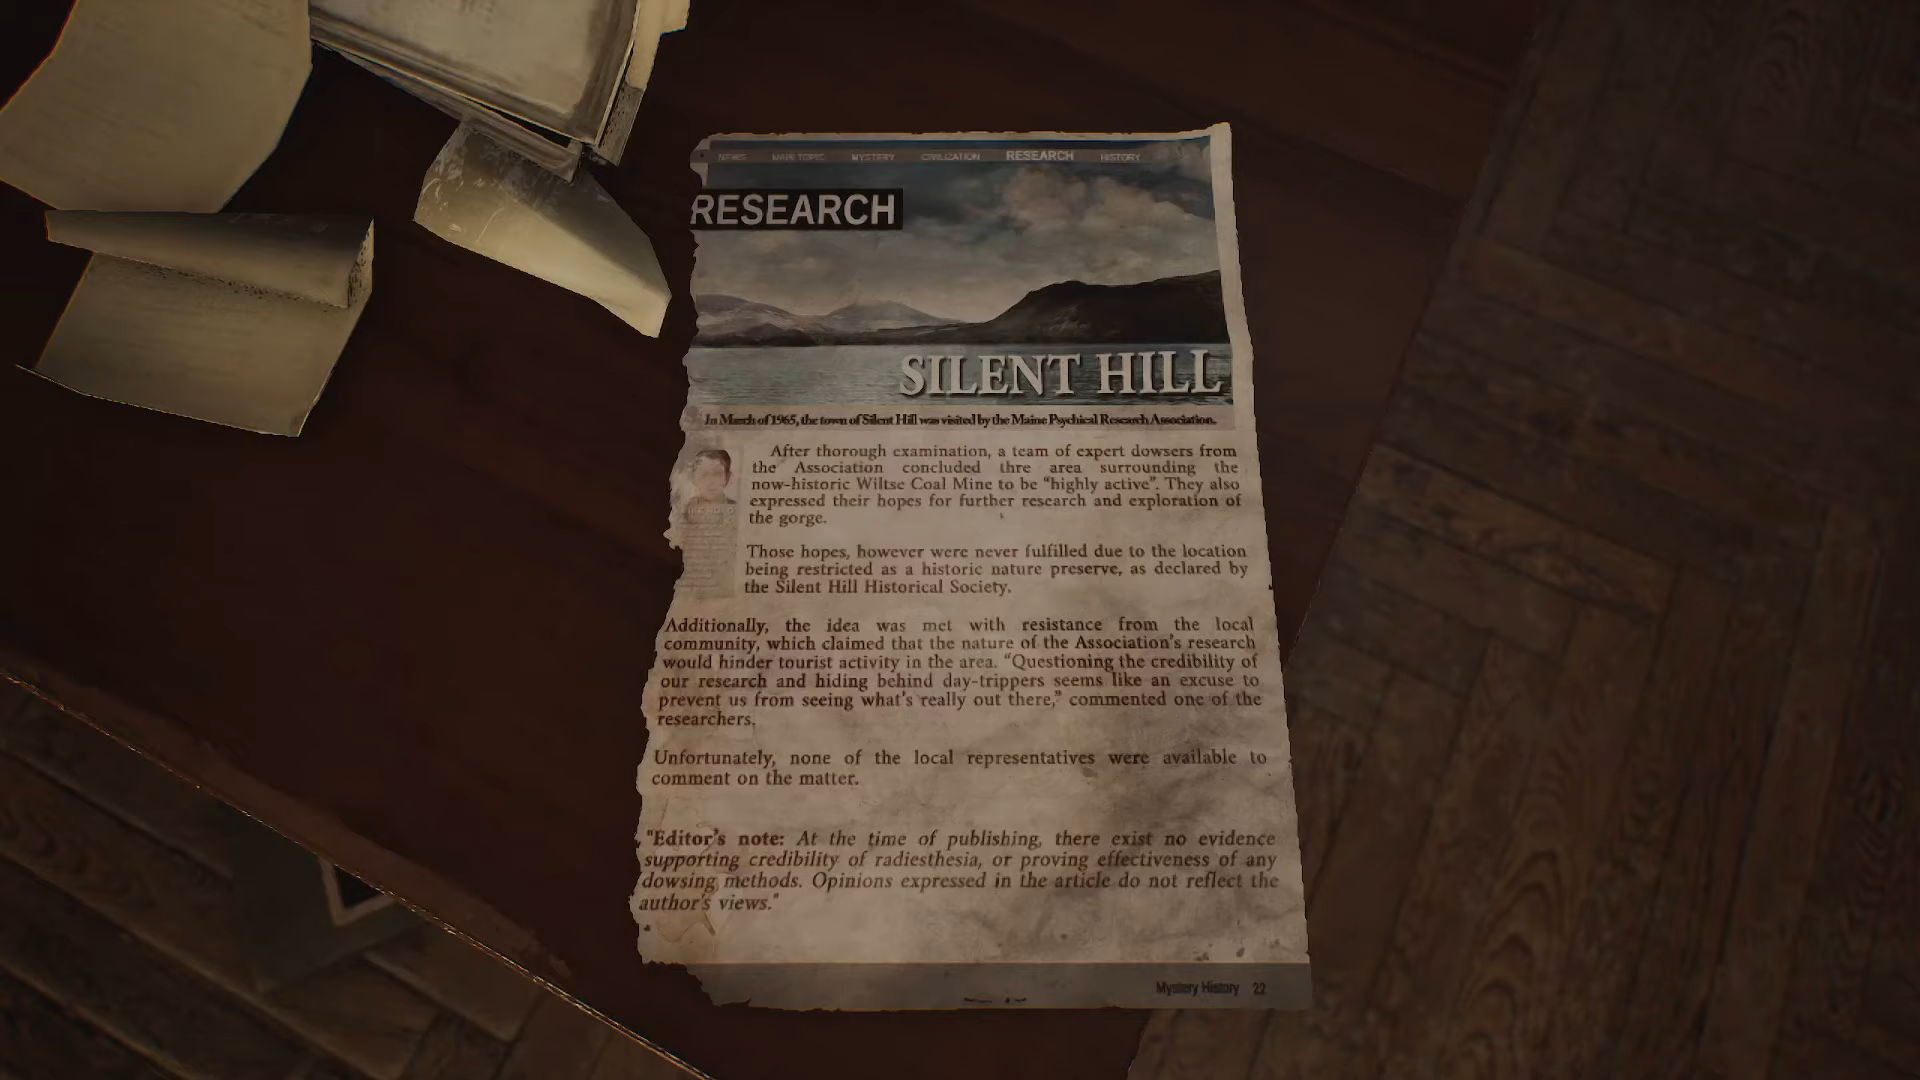 NEWS MAIN TOPIC MYSTERY CIVILIZATION RESEARCH HISTORY
RESEARCH
SILENT HILL
In March of 1965, the town of Silent Hill was visited by the Maine Psychical Research Association.
After thorough examination, a team of expert dowsers from
the Association concluded thre area surrounding the
now-historic Wiltse Coal Mine to be “highly active”. They also
expressed their hopes for further research and exploration of
the gorge.
Those hopes, however were never fulfilled due to the location
being restricted as a historic nature preserve, as declared by
the Silent Hill Historical Society.
Additionally, the idea was met with resistance from the local
community, which claimed that the nature of the Association's research
would hinder tourist activity in the area. “Questioning the credibility of
our research and hiding behind day-trippers seems like an excuse to
prevent us from seeing what's really out there,” commented one of the
researchers.
Unfortunately, none of the local representatives were available to
comment on the matter.
"Editor's note: At the time of publishing, there exist no evidence
supporting credibility of radiesthesia, or proving effectiveness of any
dowsing methods. Opinions expressed in the article do not reflect the
author's views."
Mystery History 22